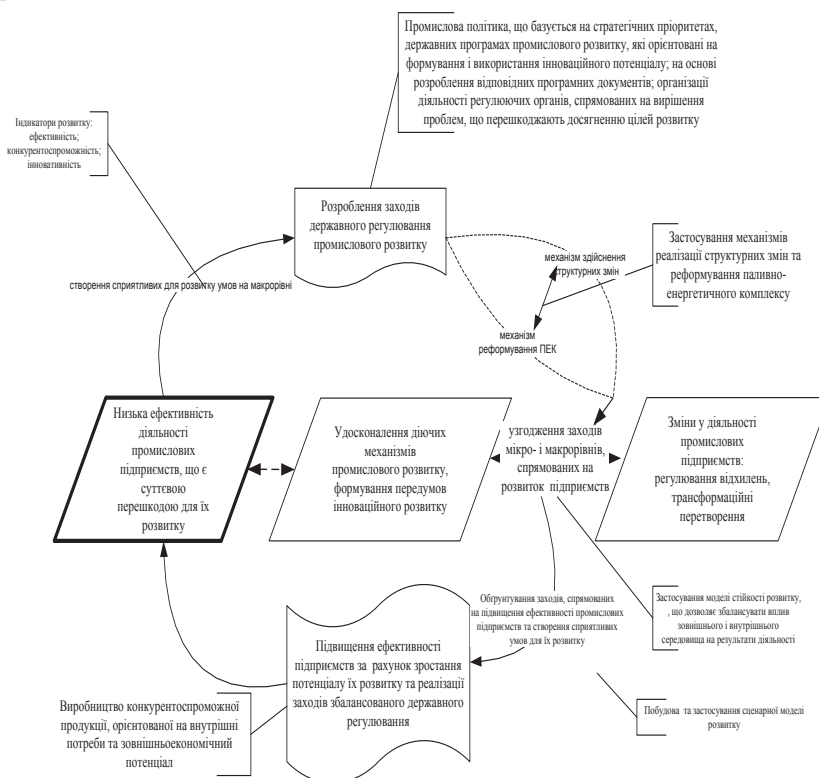 Промислова політика, що базується на стратегічних пріоритетах,
державних програмах промислового розвитку, які орієнтовані на
формування і використання інноваційного потенціалу; на основі
розроблення відповідних програмних документів; організації
діяльності регулюючих органів, спрямованих на вирішення
проблем, що перешкоджають досягненню цілей розвитку
Індикатори розвитку:
ефективність;
конкурентоспроможність;
інновативність
Розроблення заходів
державного регулювання
промислового розвитку
Застосування механізмів
реалізації структурних змін та
реформування паливно-
енергетичного комплексу
механізм здійснення
структурних змін
створення сприятливих для розвитку умов на макрорівні
механізм
реформування ПЕК
Низька ефективність
діяльності
промислових
підприємств, що є
суттєвою
перешкодою для їх
розвитку
Удосконалення діючих
механізмів
промислового розвитку,
формування передумов
інноваційного розвитку
узгодження заходів
мікро- і макрорівнів,
спрямованих на
розвиток підприємств
Зміни у діяльності
промислових
підприємств:
регулювання відхилень,
трансформаційні
перетворення
Обґрунтування заходів, спрямованих
на підвищення ефективності промислових
підприємств та створення сприятливих
умов для їх розвитку
Застосування моделі стійкості розвитку,
, що дозволяє збалансувати вплив
зовнішнього і внутрішнього
середовища на результати діяльності
Підвищення ефективності
підприємств за рахунок зростання
потенціалу їх розвитку та реалізації
заходів збалансованого державного
регулювання
Виробництво конкурентоспроможної
продукції, орієнтованої на внутрішні
потреби та зовнішньоекономічний
потенціал
Побудова та застосування сценарної моделі
розвитку